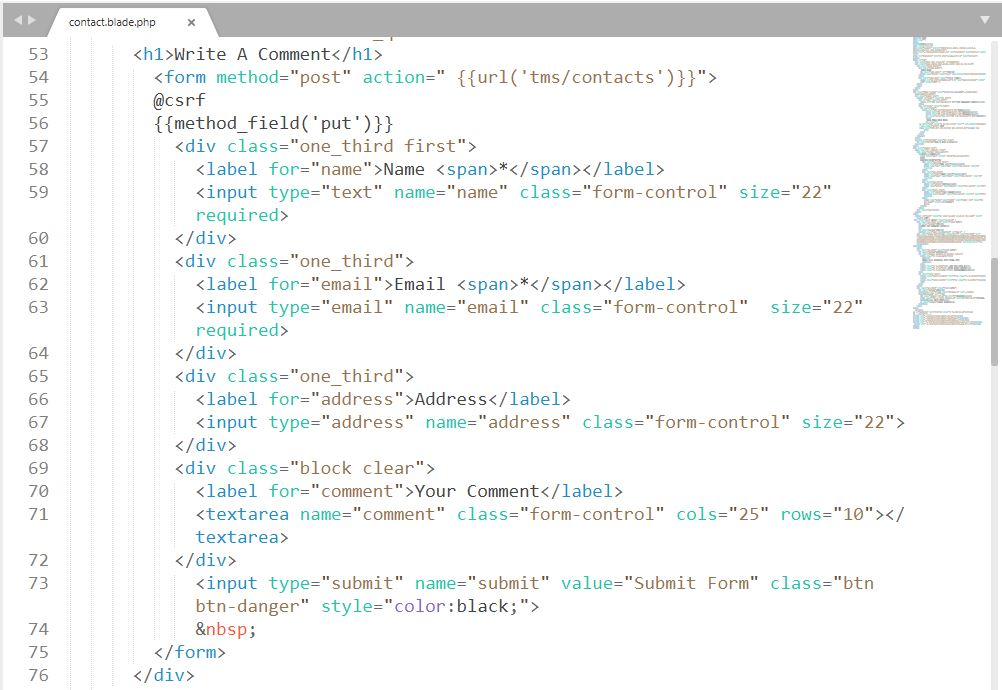 contact.blade.php
53 <h1>Write A Comment</h1>
54 <form method="post" action=" {{url('tms/contacts')}}">
55 @csrf
56 {{method_field('put')}}
57 <div class="one_third first">
58 <label for="name">Name <span>*</span></label>
59 <input type="text" name="name" class="form-control" size="22"
required>
60 </div>
61 <div class="one_third">
62 <label for="email">Email <span>*</span></label>
63 <input type="email" name="email" class="form-control"   size="22"
required>
64 </div>
65 <div class="one_third">
66 <label for="address">Address</label>
67 <input type="address" name="address" class="form-control" size="22">
68 </div>
69 <div class="block clear">
70 <label for="comment">Your Comment</label>
71 <textarea name="comment" class="form-control" cols="25" rows="10"></
textarea>
72 </div>
73 <input type="submit" name="submit" value="Submit Form" class="btn
btn-danger" style="color:black;">
74 &nbsp;
75 </form>
76 </div>